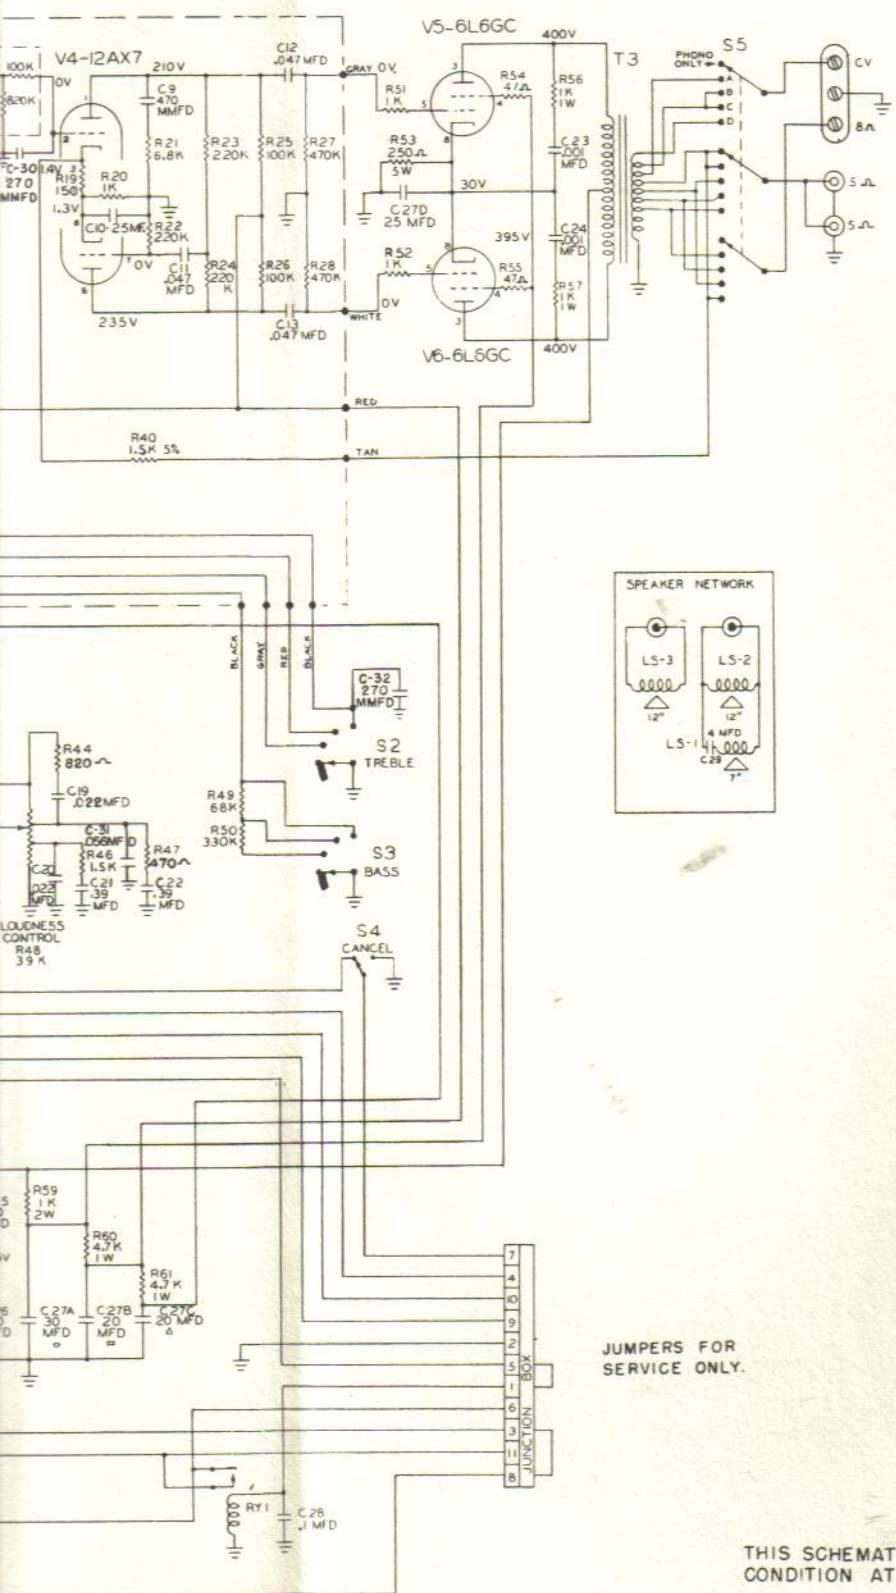 V5-6L6GC
400V
T3
S5
PHONO
ONLY
CV
V4-12AX7
210V
C12
.047 MFD
GRAY
0V
100K
0V
820K
C9
470
MMFD
R51
1K
R54
47Ω
R56
1K
1W
A
B
C
D
8Ω
R21
6.8K
R23
220K
R25
100K
R27
470K
R53
250Ω
5W
C23
.001
MFD
C-30
1.4V
270
MMFD
R19
150
R20
1K
1.3V
C10-25MF
R22
220K
0V
C11
.047
MFD
R24
220
K
R26
100K
R28
470K
C27D
25 MFD
30V
395V
C24
.001
MFD
5Ω
5Ω
R52
1K
R55
47Ω
R57
1K
1W
235V
C13
.047 MFD
WHITE
0V
V6-6L6GC
400V
RED
R40
1.5K 5%
TAN
BLACK
GRAY
RED
BLACK
SPEAKER NETWORK
LS-3
LS-2
12"
12"
LS-1
4 MFD
C29
7"
C-32
270
MMFD
S2
TREBLE
R44
820Ω
C19
.022MFD
R49
68K
R50
330K
C-31
.056MFD
R46
1.5K
R47
470Ω
C20
.022
MFD
C21
.39
MFD
C22
.39
MFD
S3
BASS
LOUDNESS
CONTROL
R48
39K
S4
CANCEL
R59
1K
2W
R60
4.7K
1W
R61
4.7K
1W
C27A
30
MFD
C27B
20
MFD
C27C
20 MFD
7
4
10
9
2
5
1
6
3
11
8
JUNCTION BOX
JUMPERS FOR
SERVICE ONLY.
RY1
C28
.1 MFD
THIS SCHEMAT
CONDITION AT